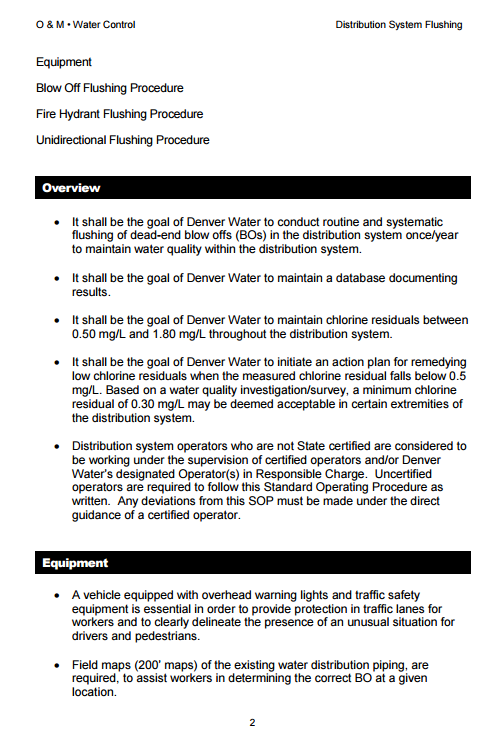 O & M • Water Control
Distribution System Flushing
Equipment
Blow Off Flushing Procedure
Fire Hydrant Flushing Procedure
Unidirectional Flushing Procedure
Overview
• It shall be the goal of Denver Water to conduct routine and systematic
flushing of dead-end blow offs (BOs) in the distribution system once/year
to maintain water quality within the distribution system.
• It shall be the goal of Denver Water to maintain a database documenting
results.
• It shall be the goal of Denver Water to maintain chlorine residuals between
0.50 mg/L and 1.80 mg/L throughout the distribution system.
• It shall be the goal of Denver Water to initiate an action plan for remedying
low chlorine residuals when the measured chlorine residual falls below 0.5
mg/L. Based on a water quality investigation/survey, a minimum chlorine
residual of 0.30 mg/L may be deemed acceptable in certain extremities of
the distribution system.
• Distribution system operators who are not State certified are considered to
be working under the supervision of certified operators and/or Denver
Water's designated Operator(s) in Responsible Charge. Uncertified
operators are required to follow this Standard Operating Procedure as
written. Any deviations from this SOP must be made under the direct
guidance of a certified operator.
Equipment
• A vehicle equipped with overhead warning lights and traffic safety
equipment is essential in order to provide protection in traffic lanes for
workers and to clearly delineate the presence of an unusual situation for
drivers and pedestrians.
• Field maps (200' maps) of the existing water distribution piping, are
required, to assist workers in determining the correct BO at a given
location.
2